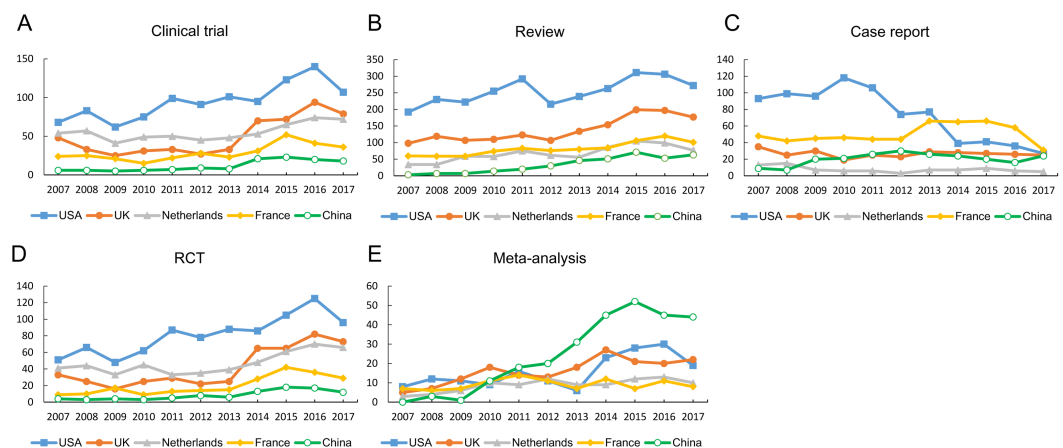 A
Clinical trial
150
100
50
0
2007 2008 2009 2010 2011 2012 2013 2014 2015 2016 2017
USA UK Netherlands France China
B
Review
350
300
250
200
150
100
50
0
2007 2008 2009 2010 2011 2012 2013 2014 2015 2016 2017
USA UK Netherlands France China
C
Case report
140
120
100
80
60
40
20
0
2007 2008 2009 2010 2011 2012 2013 2014 2015 2016 2017
USA UK Netherlands France China
D
RCT
140
120
100
80
60
40
20
0
2007 2008 2009 2010 2011 2012 2013 2014 2015 2016 2017
USA UK Netherlands France China
E
Meta-analysis
60
50
40
30
20
10
0
2007 2008 2009 2010 2011 2012 2013 2014 2015 2016 2017
USA UK Netherlands France China